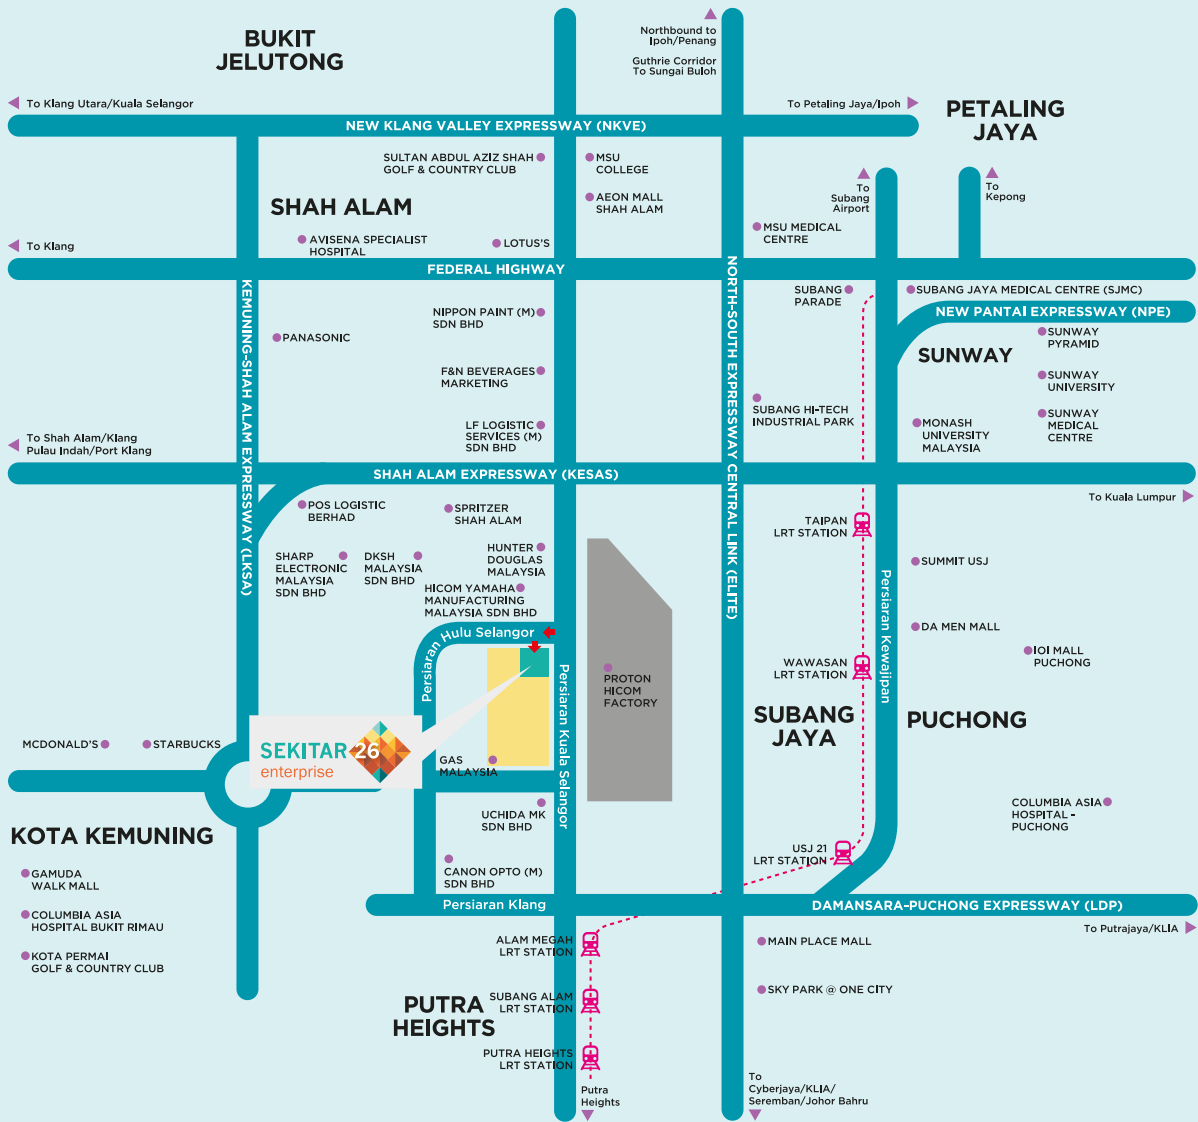 BUKIT
JELUTONG
Northbound to
Ipoh/Penang
Guthrie Corridor
To Sungai Buloh
To Klang Utara/Kuala Selangor
To Petaling Jaya/Ipoh
PETALING
JAYA
NEW KLANG VALLEY EXPRESSWAY (NKVE)
SULTAN ABDUL AZIZ SHAH
GOLF & COUNTRY CLUB
MSU
COLLEGE
AEON MALL
SHAH ALAM
SHAH ALAM
To
Subang
Airport
To
Kepong
MSU MEDICAL
CENTRE
To Klang
AVISENA SPECIALIST
HOSPITAL
LOTUS'S
FEDERAL HIGHWAY
SUBANG
PARADE
SUBANG JAYA MEDICAL CENTRE (SJMC)
NEW PANTAI EXPRESSWAY (NPE)
KEMUNING-SHAH ALAM EXPRESSWAY (LKSA)
NORTH-SOUTH EXPRESSWAY CENTRAL LINK (ELITE)
NIPPON PAINT (M)
SDN BHD
PANASONIC
SUNWAY
SUNWAY
PYRAMID
F&N BEVERAGES
MARKETING
SUNWAY
UNIVERSITY
SUBANG HI-TECH
INDUSTRIAL PARK
SUNWAY
MEDICAL
CENTRE
MONASH
UNIVERSITY
MALAYSIA
LF LOGISTIC
SERVICES (M)
SDN BHD
To Shah Alam/Klang
Pulau Indah/Port Klang
SHAH ALAM EXPRESSWAY (KESAS)
To Kuala Lumpur
POS LOGISTIC
BERHAD
SPRITZER
SHAH ALAM
TAIPAN
LRT STATION
SHARP
ELECTRONIC
MALAYSIA
SDN BHD
DKSH
MALAYSIA
SDN BHD
HUNTER
DOUGLAS
MALAYSIA
SUMMIT USJ
HICOM YAMAHA
MANUFACTURING
MALAYSIA SDN BHD
Persiaran Kewajipan
Persiaran Hulu Selangor
DA MEN MALL
IOI MALL
PUCHONG
WAWASAN
LRT STATION
PROTON
HICOM
FACTORY
Persiaran Kuala Selangor
SUBANG
JAYA
PUCHONG
MCDONALD'S
STARBUCKS
SEKITAR 26
enterprise
GAS
MALAYSIA
UCHIDA MK
SDN BHD
COLUMBIA ASIA
HOSPITAL -
PUCHONG
KOTA KEMUNING
USJ 21
LRT STATION
GAMUDA
WALK MALL
CANON OPTO (M)
SDN BHD
Persiaran Klang
DAMANSARA-PUCHONG EXPRESSWAY (LDP)
COLUMBIA ASIA
HOSPITAL BUKIT RIMAU
To Putrajaya/KLIA
ALAM MEGAH
LRT STATION
MAIN PLACE MALL
KOTA PERMAI
GOLF & COUNTRY CLUB
SUBANG ALAM
LRT STATION
SKY PARK @ ONE CITY
PUTRA
HEIGHTS
PUTRA HEIGHTS
LRT STATION
Putra
Heights
To
Cyberjaya/KLIA/
Seremban/Johor Bahru